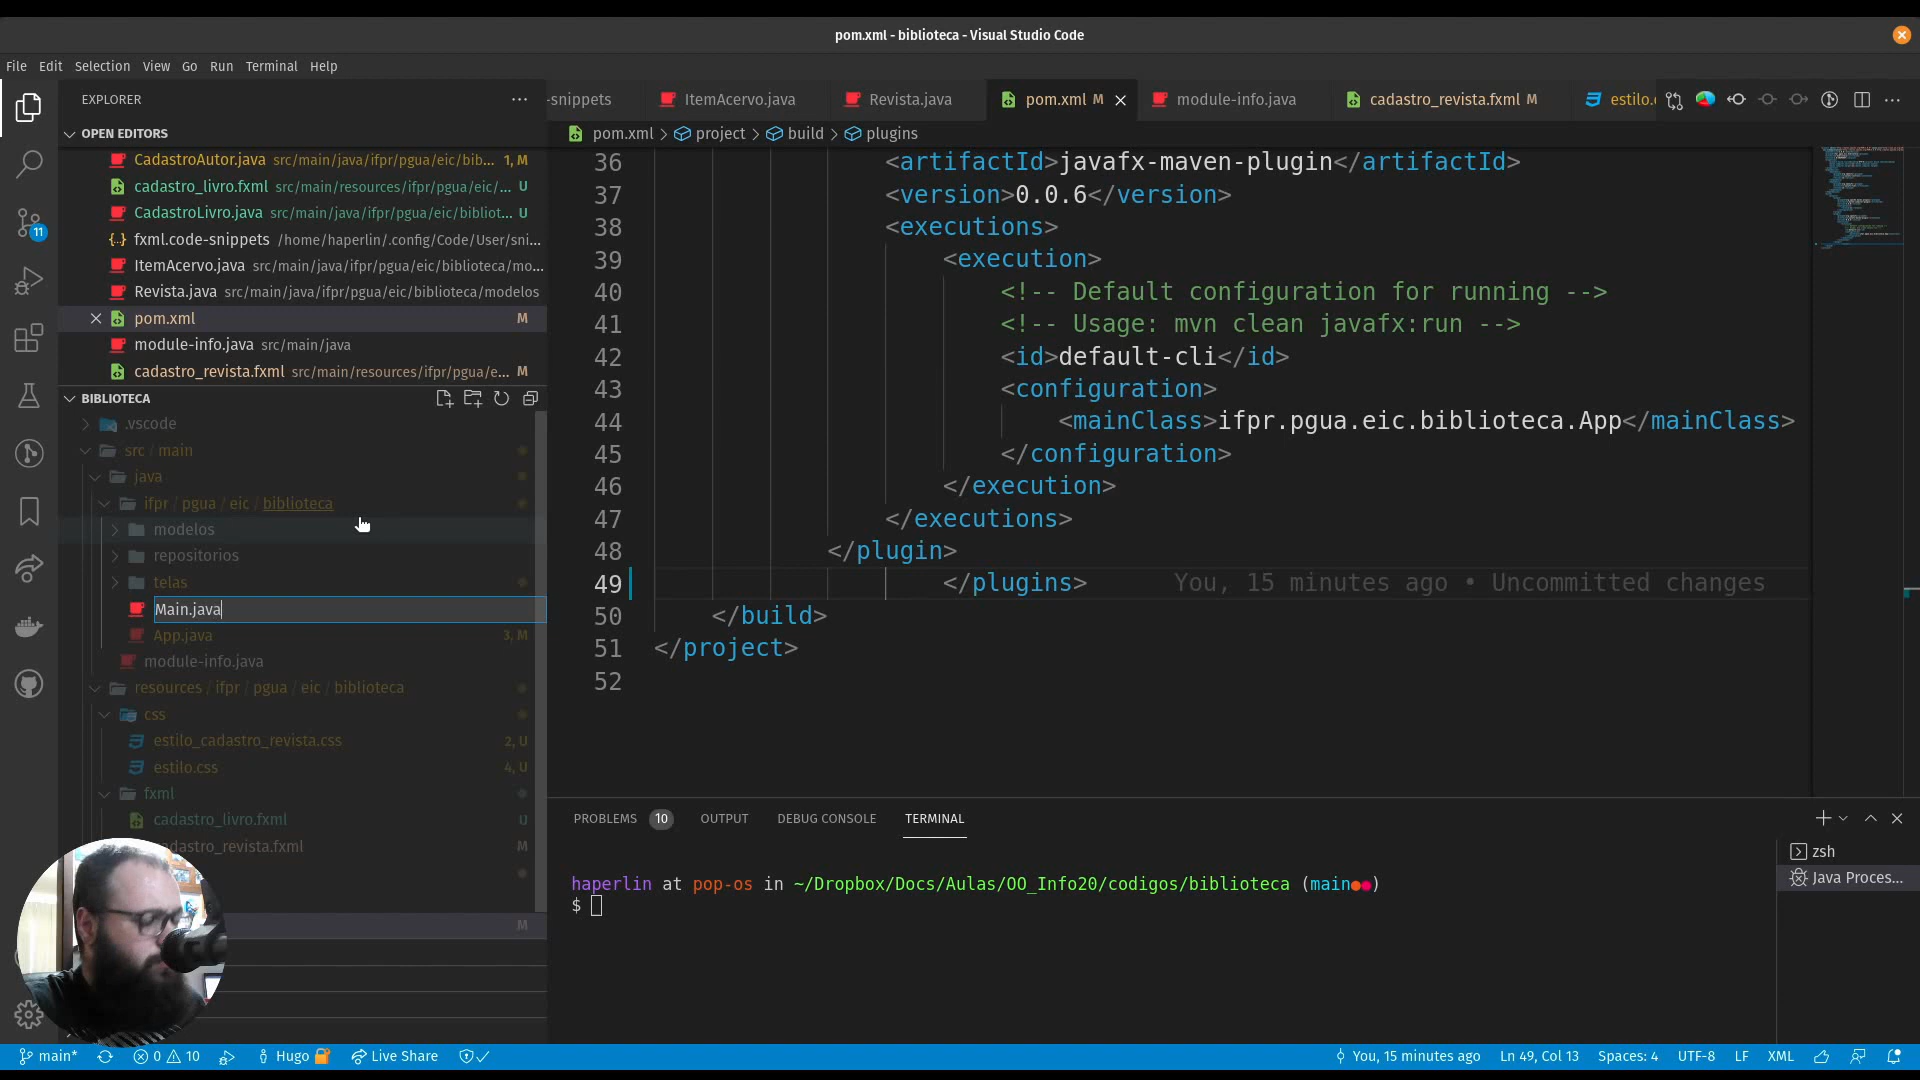 pom.xml - biblioteca - Visual Studio Code
File Edit Selection View Go Run Terminal Help
EXPLORER
-snippets ItemAcervo.java Revista.java pom.xml M module-info.java cadastro_revista.fxml M estilo.c
OPEN EDITORS
pom.xml > project > build > plugins
CadastroAutor.java src/main/java/ifpr/pgua/eic/bib... 1, M
cadastro_livro.fxml src/main/resources/ifpr/pgua/eic/... U
CadastroLivro.java src/main/java/ifpr/pgua/eic/bibliot... U
fxml.code-snippets /home/haperlin/.config/Code/User/sni...
ItemAcervo.java src/main/java/ifpr/pgua/eic/biblioteca/mo...
Revista.java src/main/java/ifpr/pgua/eic/biblioteca/modelos
pom.xml M
module-info.java src/main/java
cadastro_revista.fxml src/main/resources/ifpr/pgua/e... M
BIBLIOTECA
.vscode
src / main
java
ifpr / pgua / eic / biblioteca
modelos
repositorios
telas
Main.java
App.java 3, M
module-info.java
resources / ifpr / pgua / eic / biblioteca
css
estilo_cadastro_revista.css 2, U
estilo.css 4, U
fxml
cadastro_livro.fxml U
adastro_revista.fxml M
M
11
36 <artifactId>javafx-maven-plugin</artifactId>
37 <version>0.0.6</version>
38 <executions>
39 <execution>
40 <!-- Default configuration for running -->
41 <!-- Usage: mvn clean javafx:run -->
42 <id>default-cli</id>
43 <configuration>
44 <mainClass>ifpr.pgua.eic.biblioteca.App</mainClass>
45 </configuration>
46 </execution>
47 </executions>
48 </plugin>
49 </plugins> You, 15 minutes ago • Uncommitted changes
50 </build>
51 </project>
52
PROBLEMS 10 OUTPUT DEBUG CONSOLE TERMINAL
zsh
Java Proces...
haperlin at pop-os in ~/Dropbox/Docs/Aulas/OO_Info20/codigos/biblioteca (main●●)
$
main* 0 10 Hugo Live Share You, 15 minutes ago Ln 49, Col 13 Spaces: 4 UTF-8 LF XML